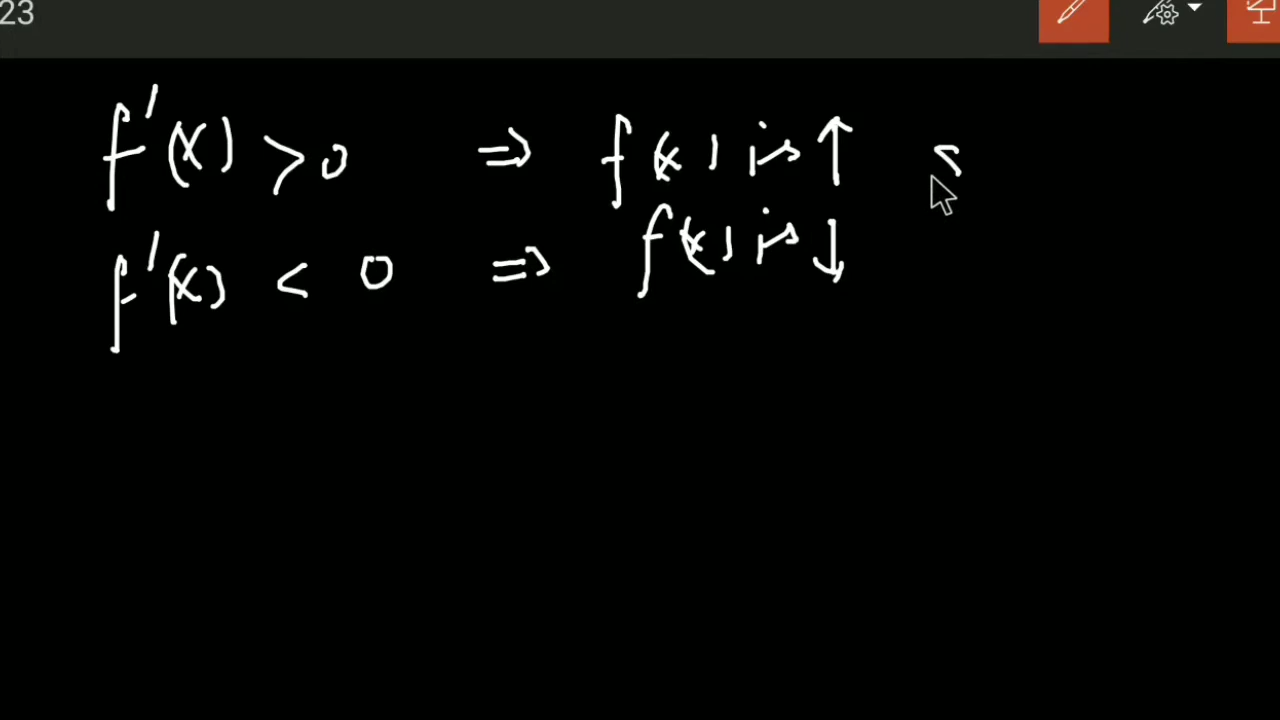 23
f'(x) > 0 ⇒ f(x) is ↑
f'(x) < 0 ⇒ f(x) is ↓